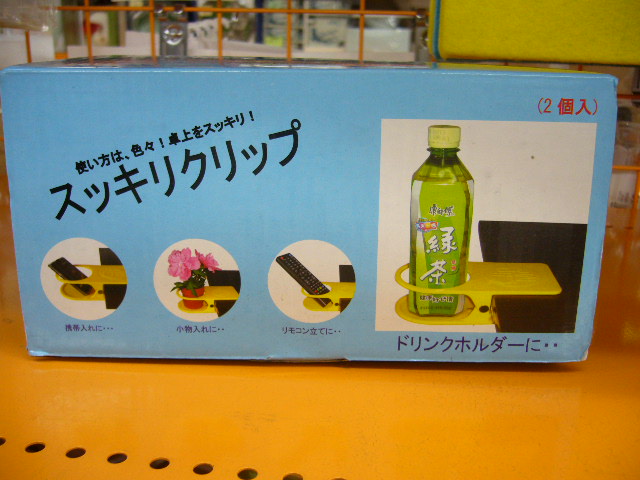 (2個入)
使い方は、色々！卓上をスッキリ！
スッキリクリップ
携帯入れに・・・
小物入れに・・
リモコン立てに・・
緑茶
ドリンクホルダーに・・